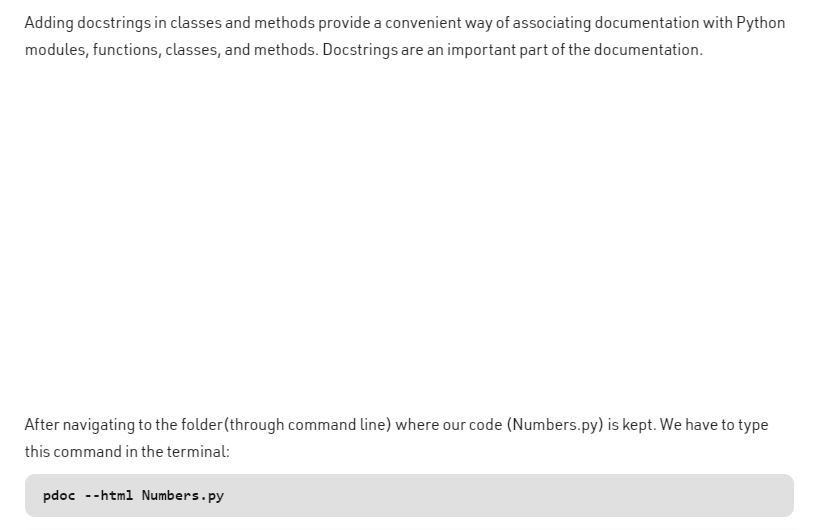 Adding docstrings in classes and methods provide a convenient way of associating documentation with Python
modules, functions, classes, and methods. Docstrings are an important part of the documentation.
After navigating to the folder(through command line) where our code (Numbers.py) is kept. We have to type
this command in the terminal:
pdoc --html Numbers.py